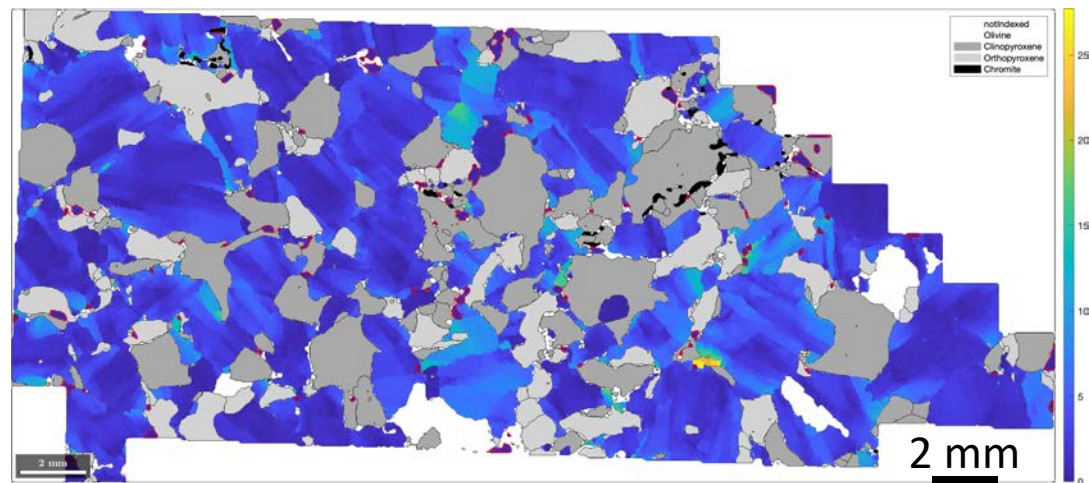 notIndexed
Olivine
Clinopyroxene
Orthopyroxene
Chromite
25
20
15
10
5
0
2 mm
2 mm